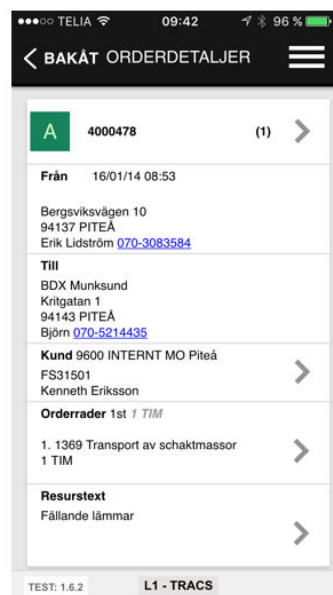 TELIA 09:42 96 %
BAKÅT ORDERDETALJER
A 4000478 (1)
Från 16/01/14 08:53
Bergsviksvägen 10
94137 PITEÅ
Erik Lidström 070-3083584
Till
BDX Munksund
Kritgatan 1
94143 PITEÅ
Björn 070-5214435
Kund 9600 INTERNT MO Piteå
FS31501
Kenneth Eriksson
Orderrader 1st 1 TIM
1. 1369 Transport av schaktmassor
1 TIM
Resurstext
Fällande lämmar
TEST: 1.6.2 L1 - TRACS